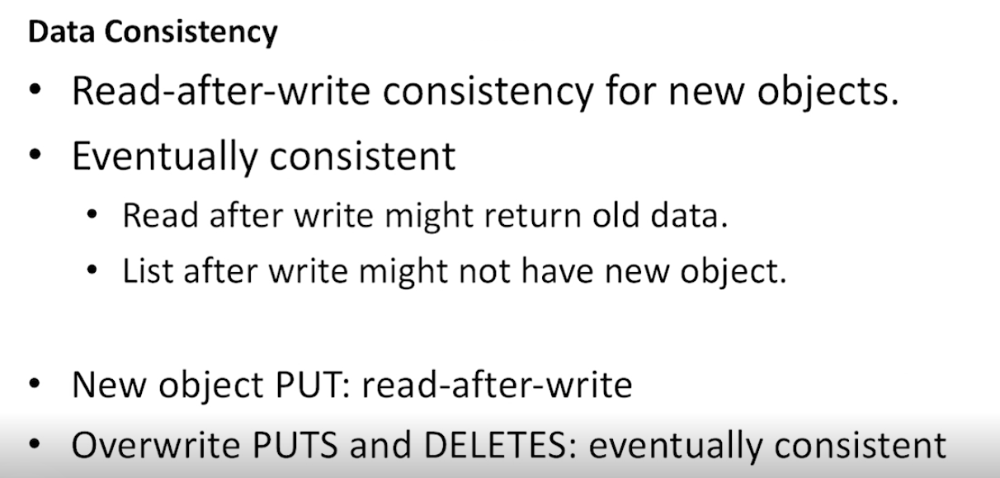 Data Consistency
• Read-after-write consistency for new objects.
• Eventually consistent
• Read after write might return old data.
• List after write might not have new object.
• New object PUT: read-after-write
• Overwrite PUTS and DELETES: eventually consistent